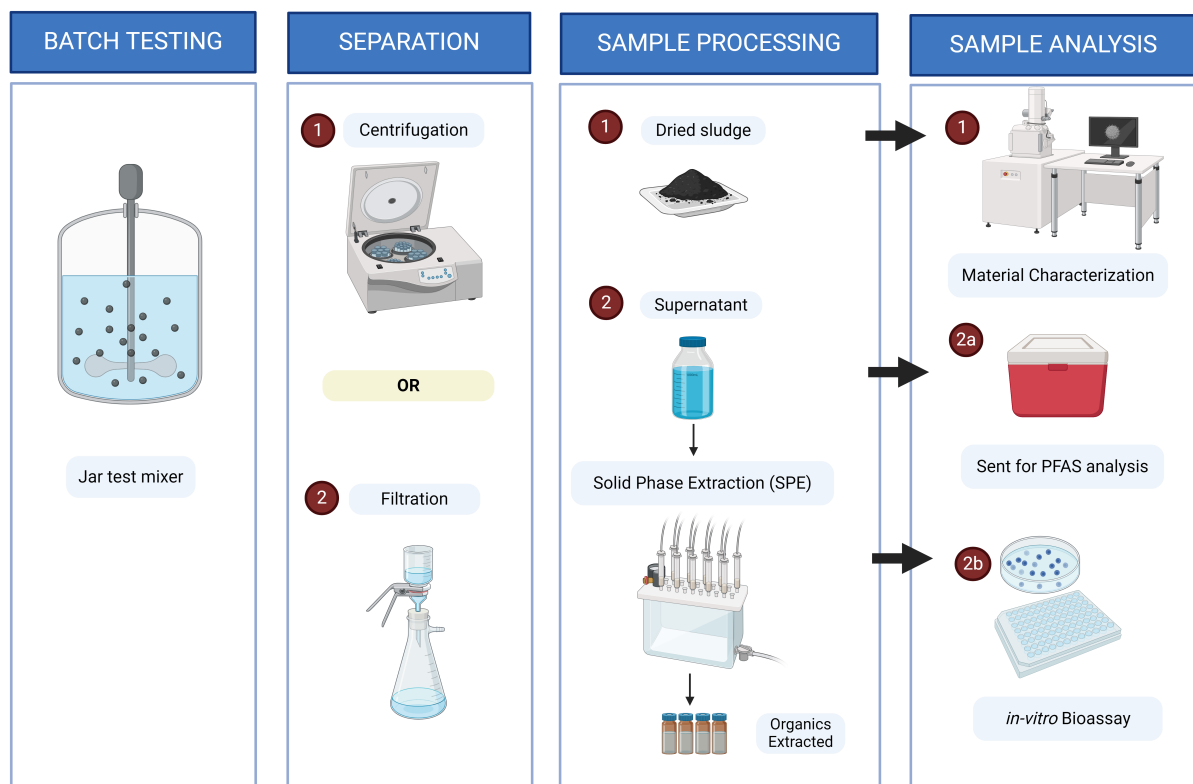 BATCH TESTING
Jar test mixer
SEPARATION
1
Centrifugation
OR
2
Filtration
SAMPLE PROCESSING
1
Dried sludge
2
Supernatant
Solid Phase Extraction (SPE)
Organics
Extracted
SAMPLE ANALYSIS
1
Material Characterization
2a
Sent for PFAS analysis
2b
in-vitro Bioassay